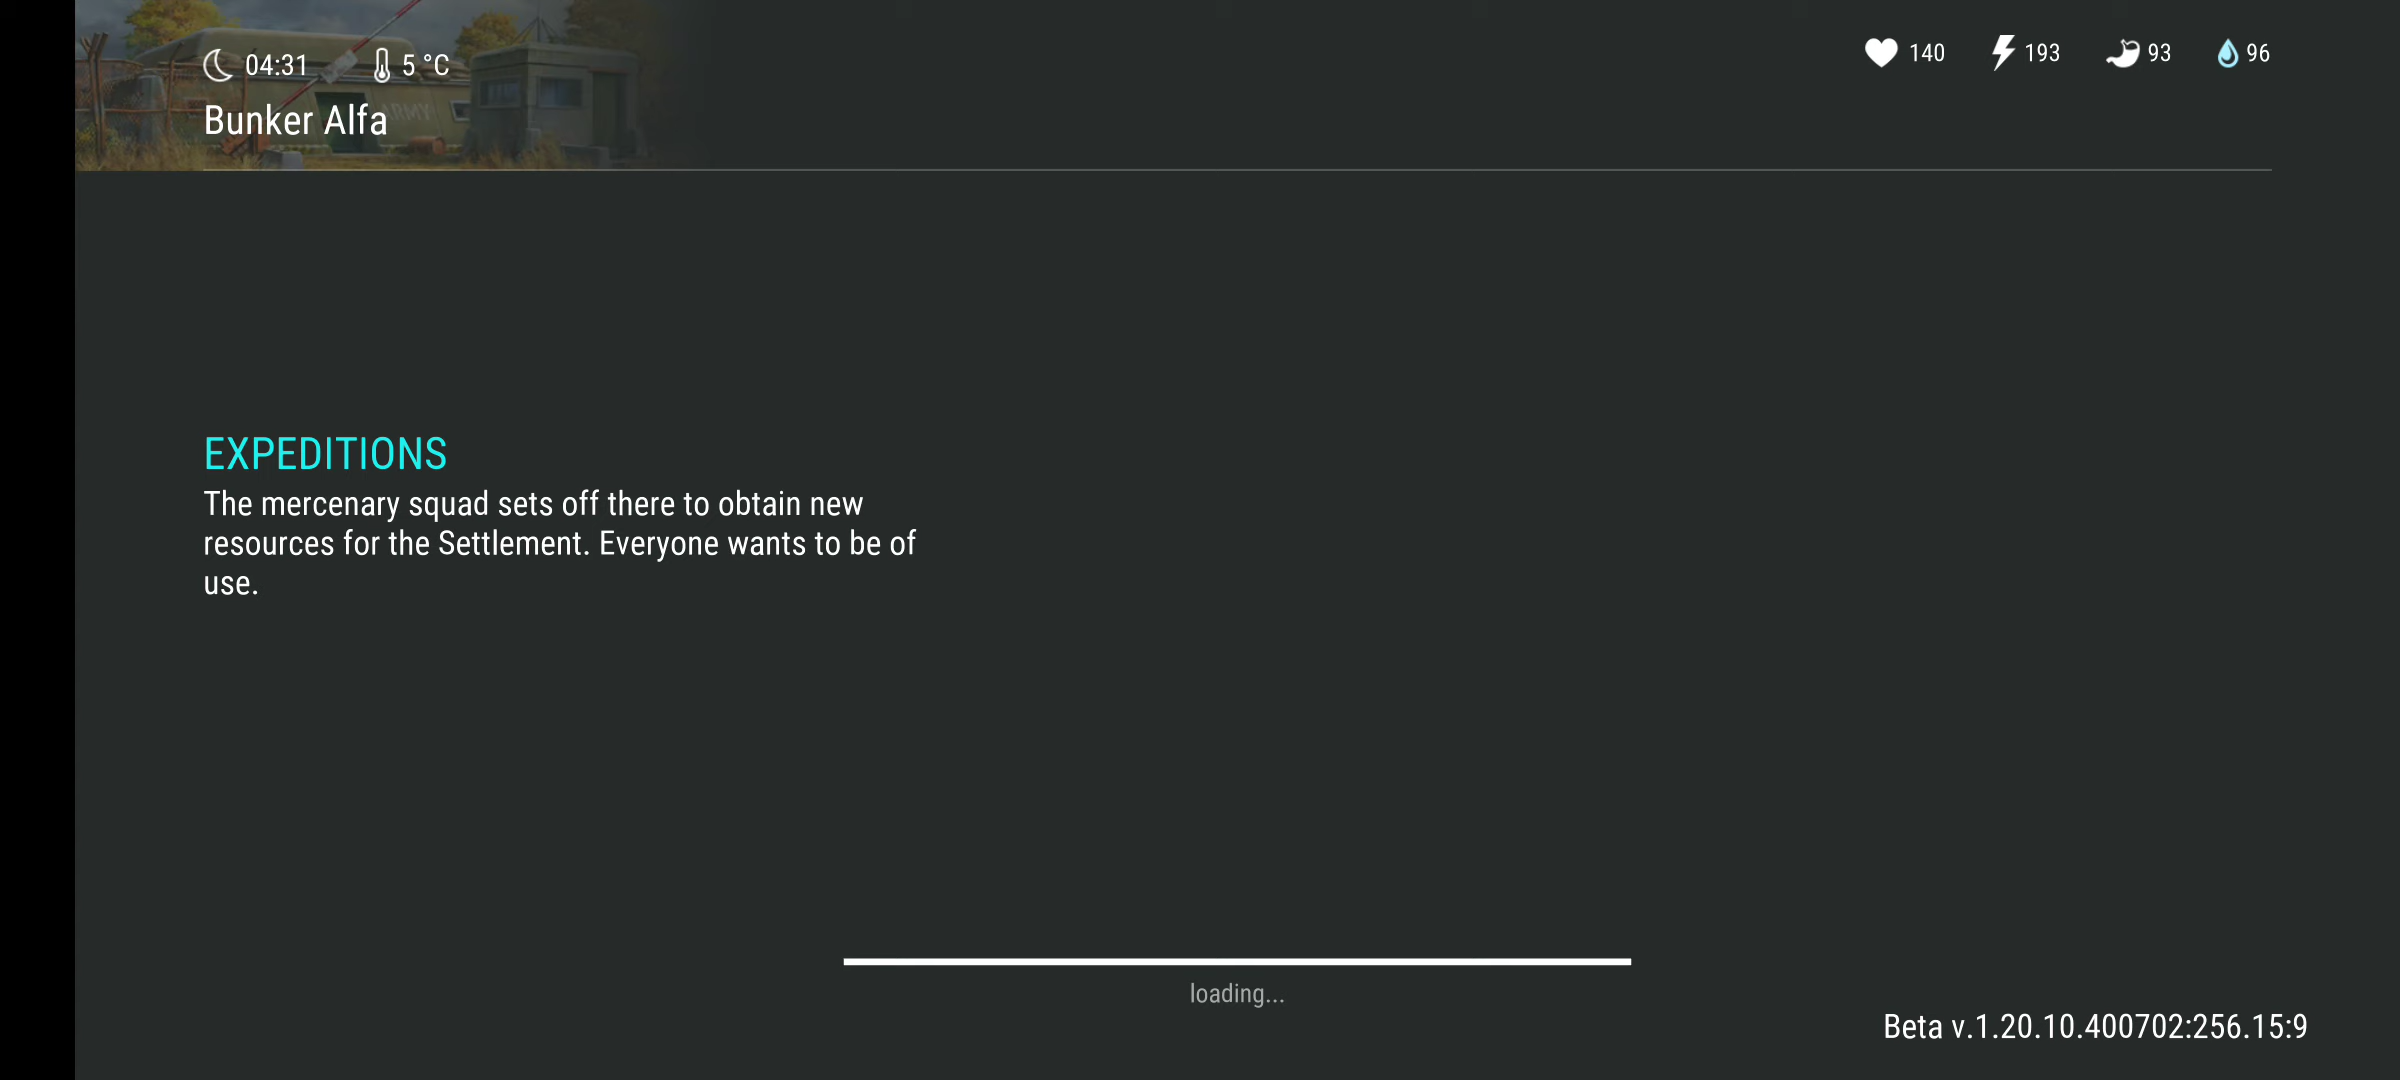 04:31 5 °C
140 193 93 96
Bunker Alfa
ARMY
EXPEDITIONS
The mercenary squad sets off there to obtain new
resources for the Settlement. Everyone wants to be of
use.
loading...
Beta v.1.20.10.400702:256.15:9